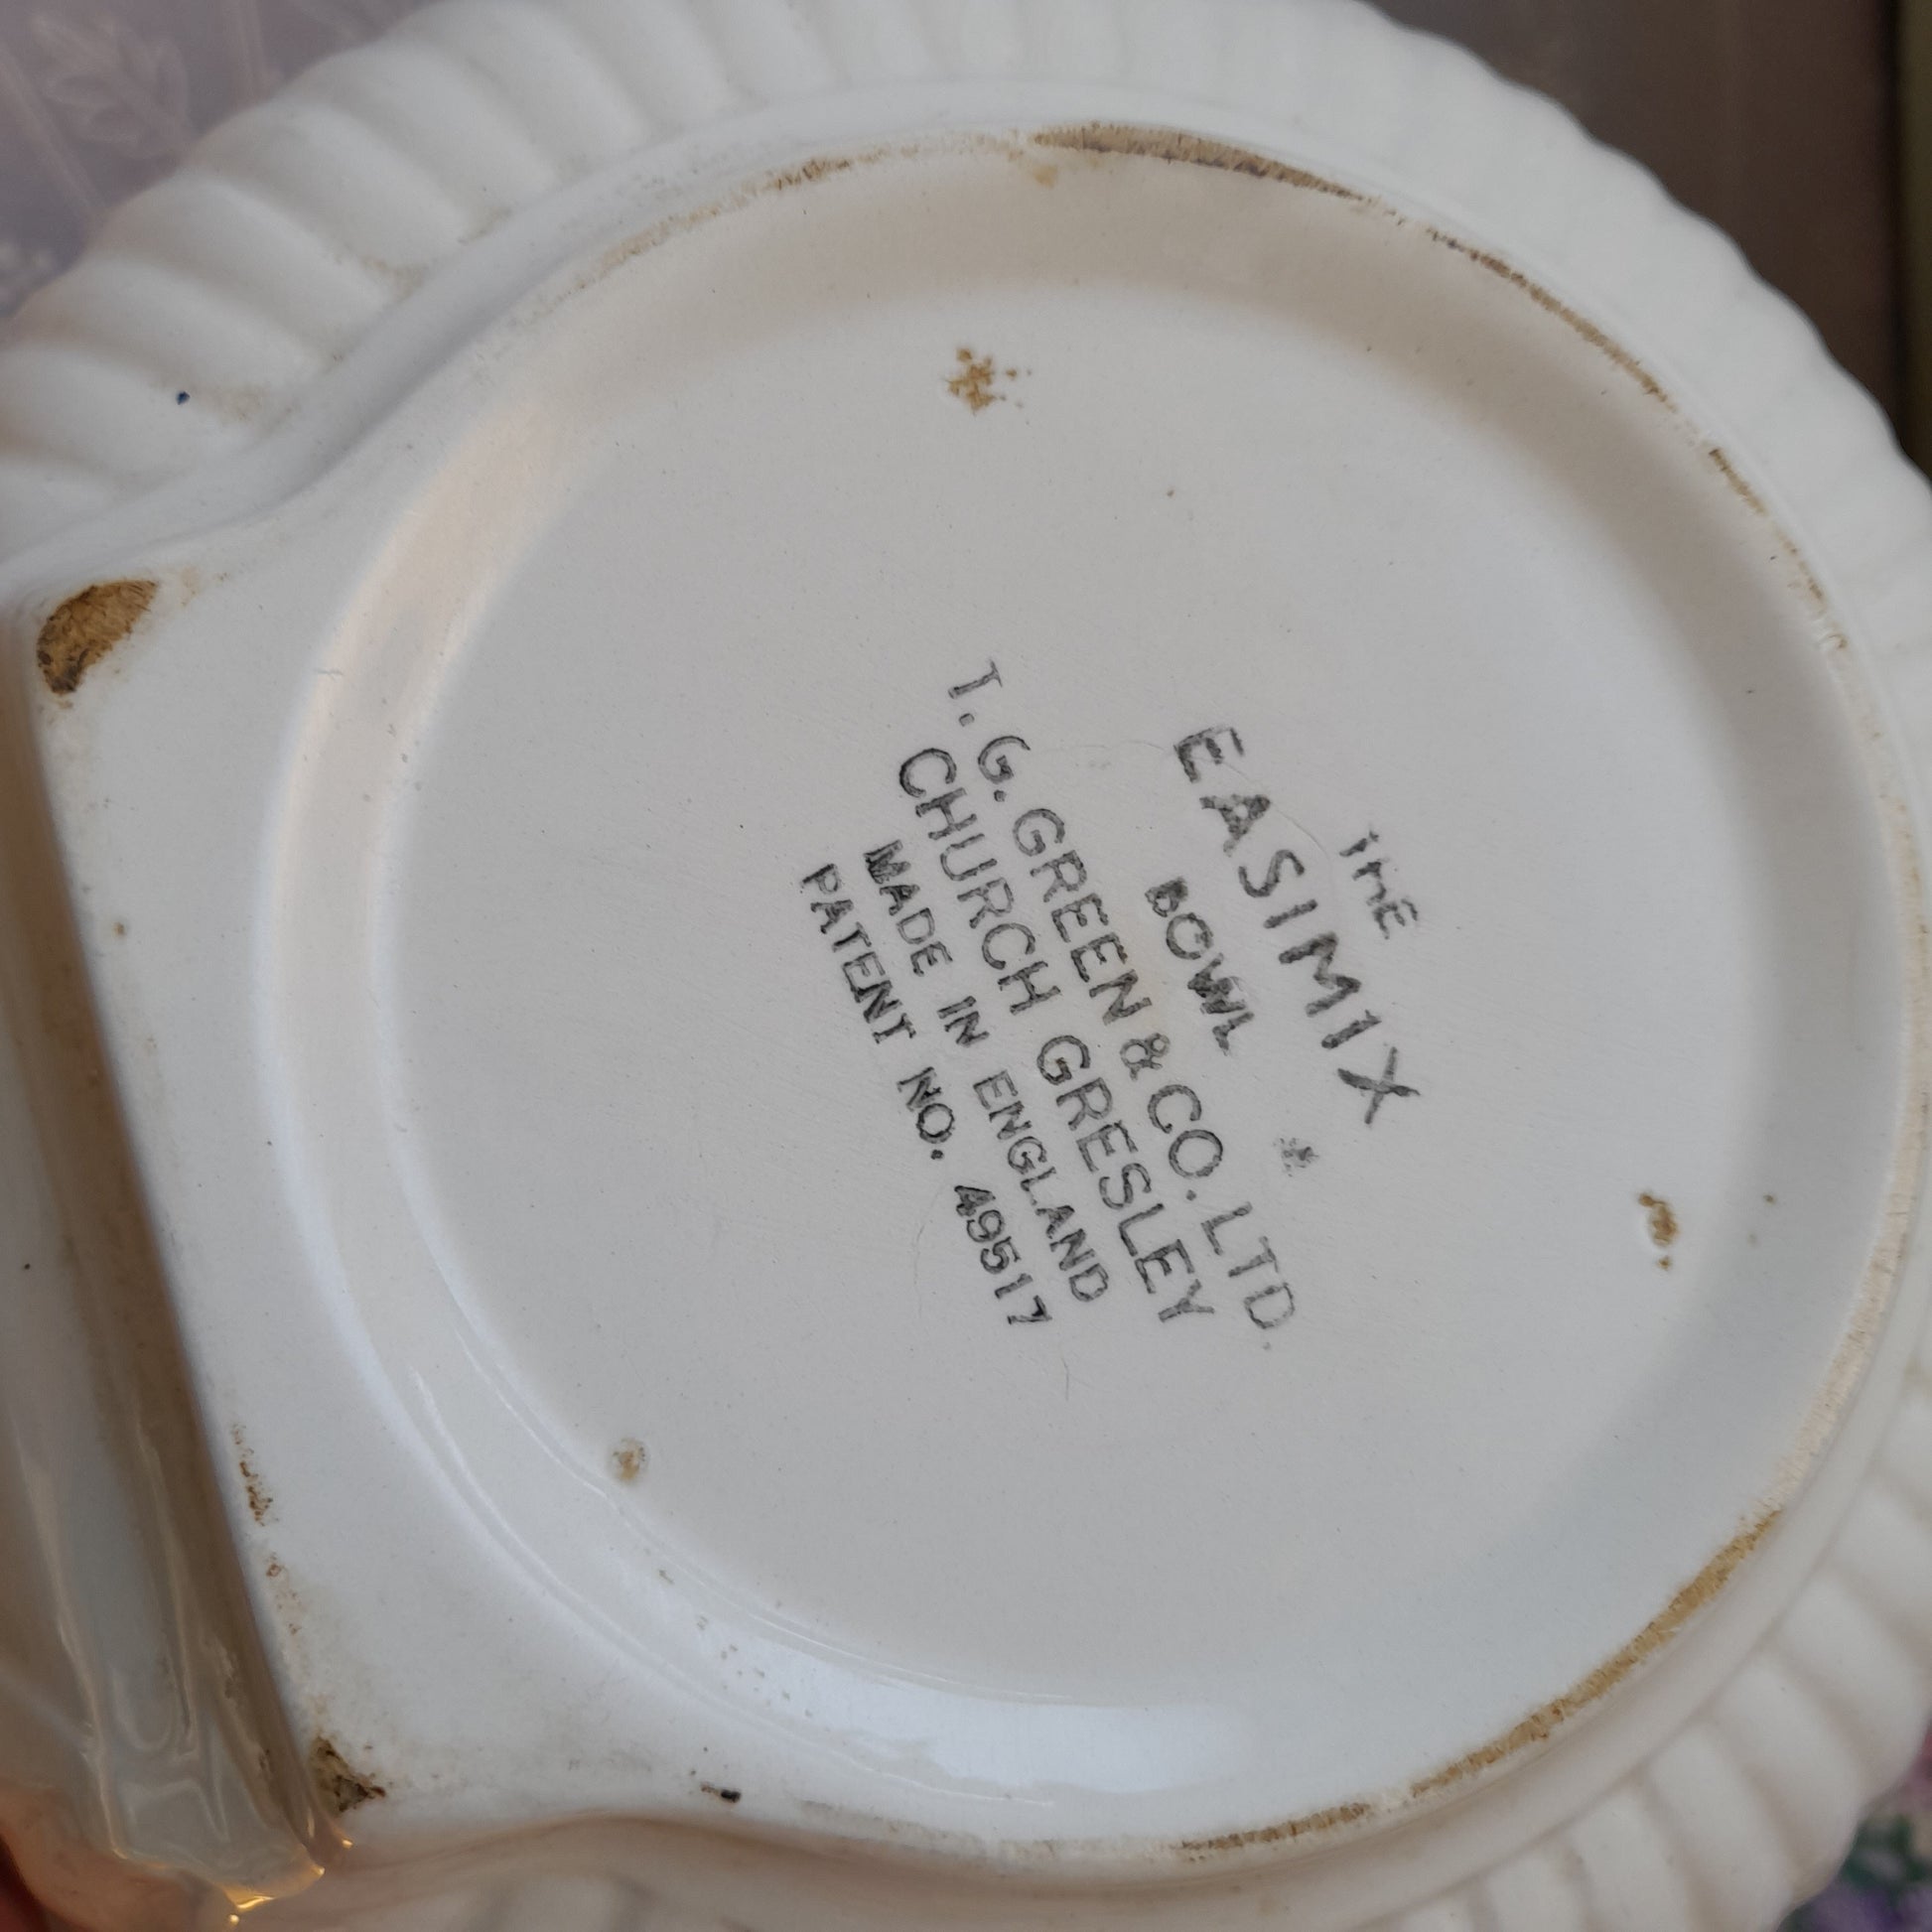 THE
EASIMIX
BOWL
T. G. GREEN & CO. LTD.
CHURCH GRESLEY
MADE IN ENGLAND
PATENT NO. 49517